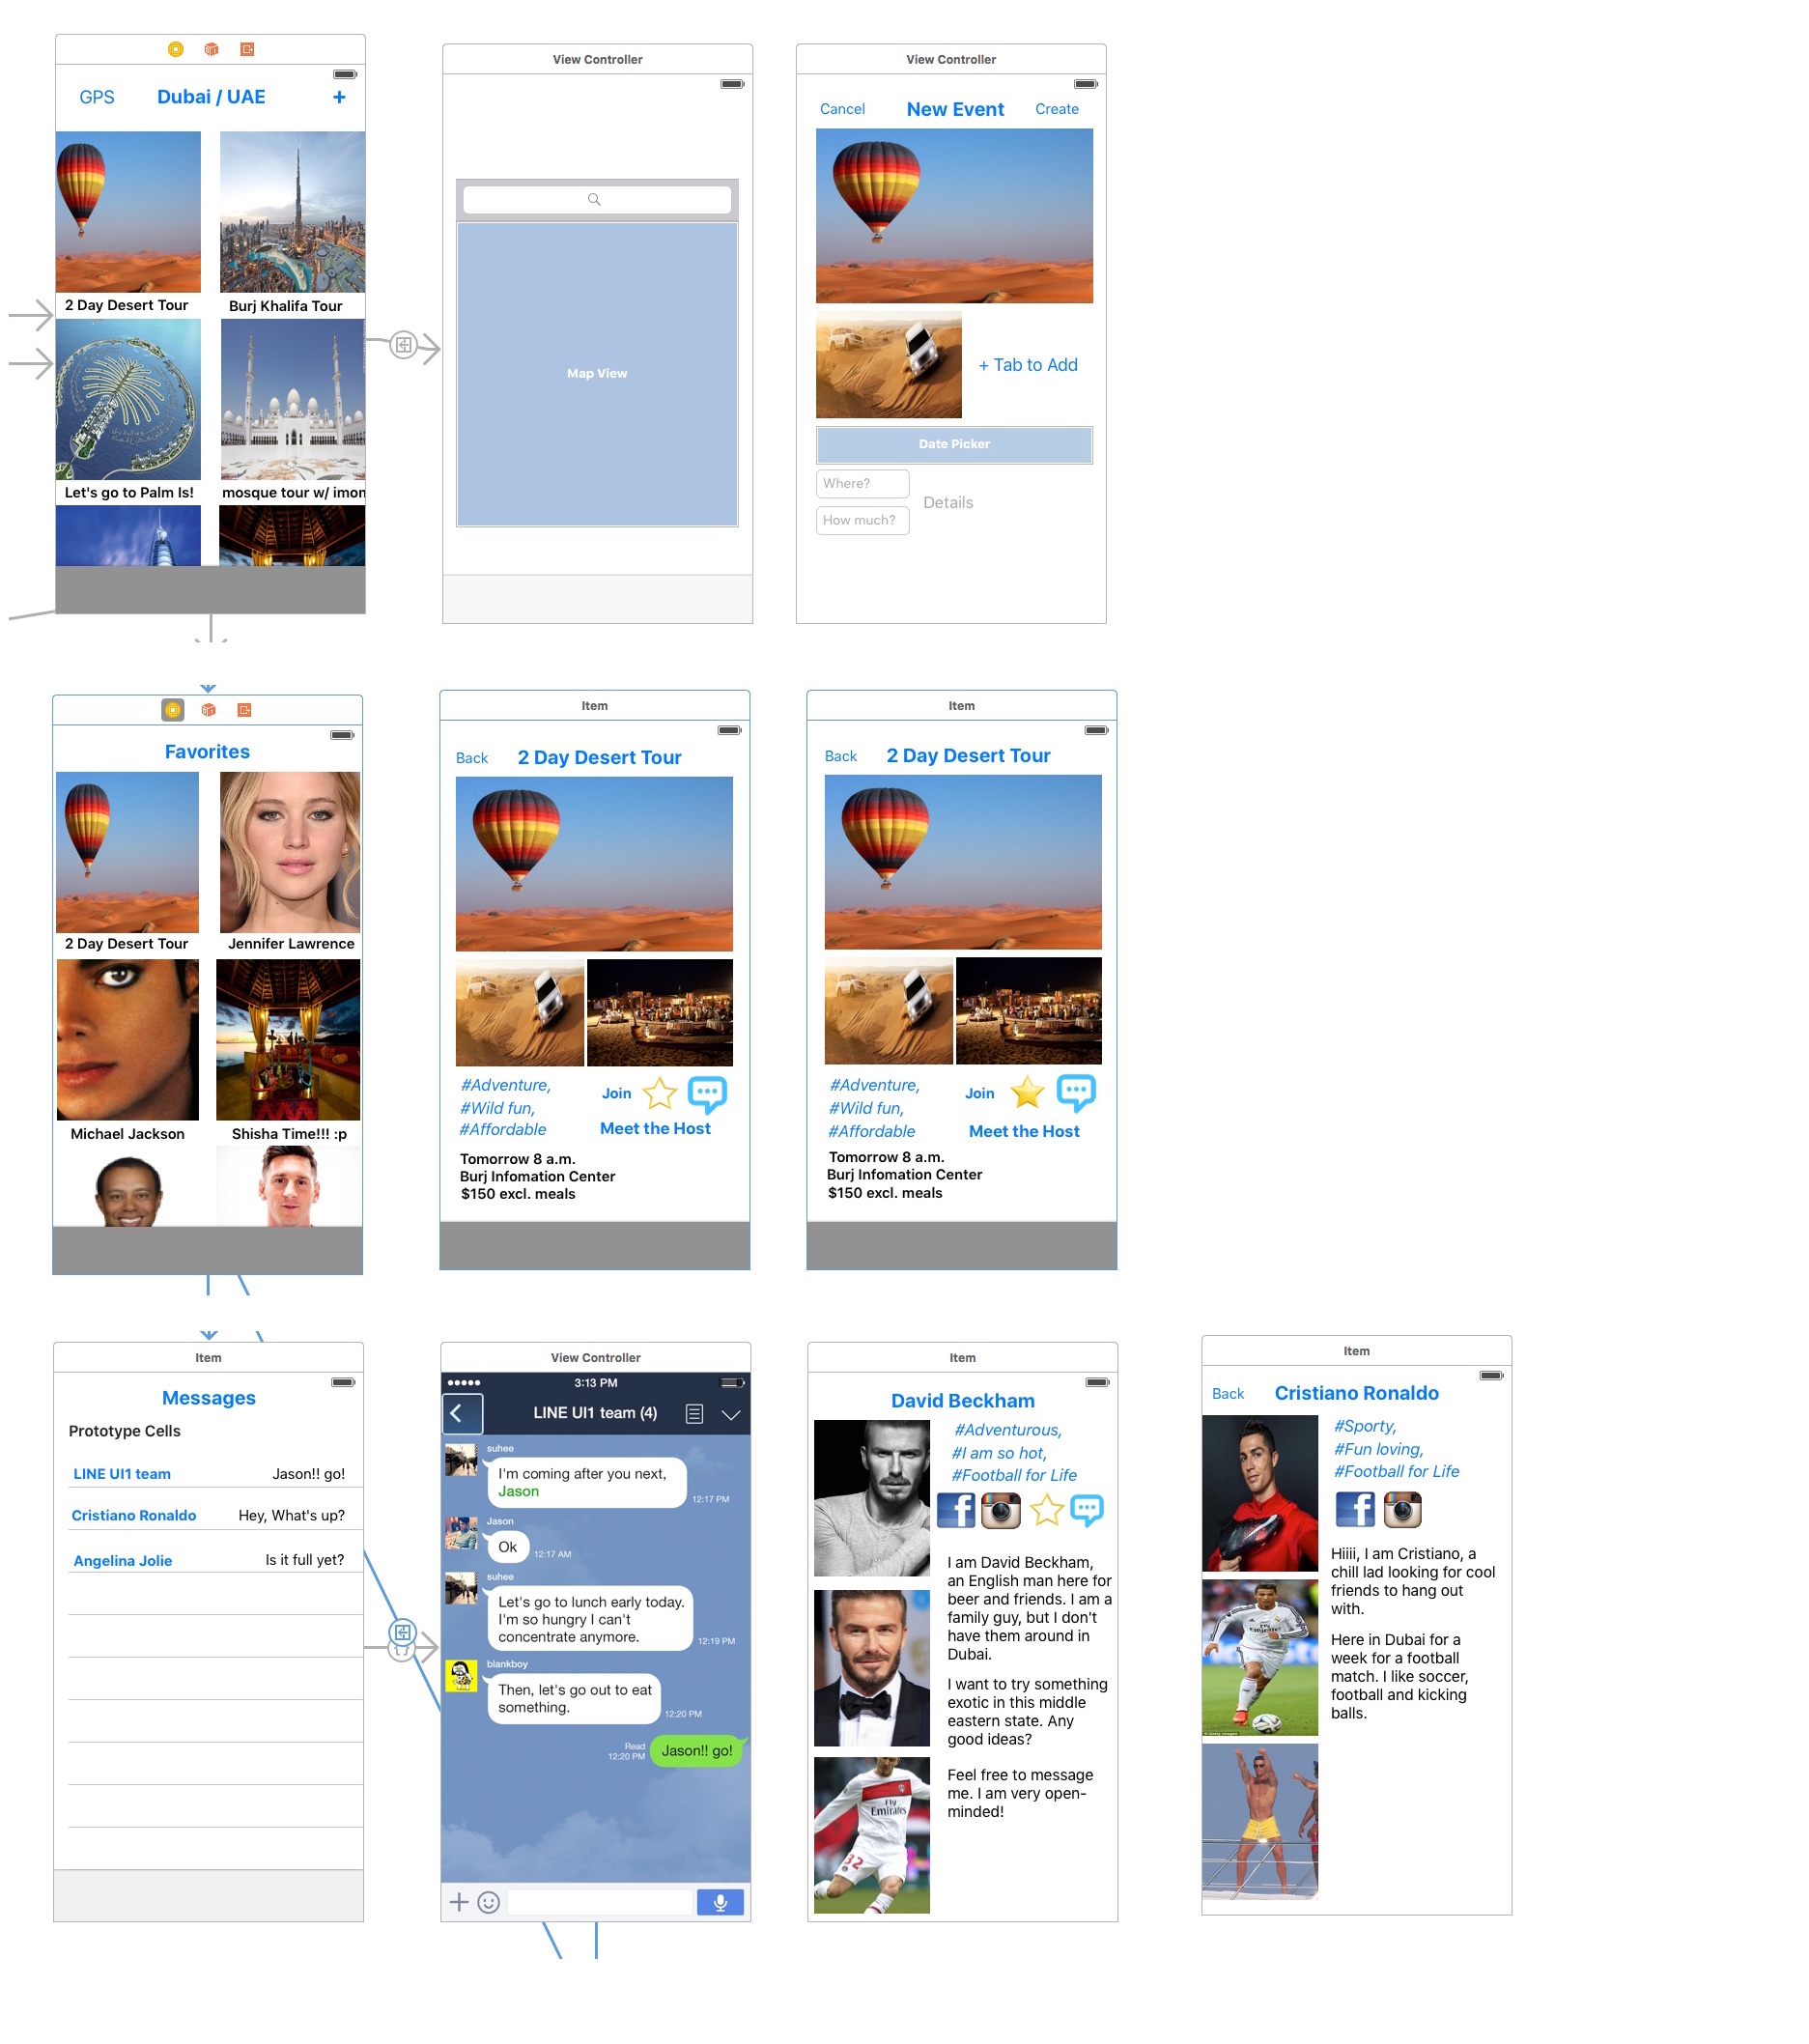 GPS Dubai / UAE +
2 Day Desert Tour Burj Khalifa Tour
Let's go to Palm Is! mosque tour w/ imom
View Controller
Map View
View Controller
Cancel New Event Create
+ Tab to Add
Date Picker
Where?
Details
How much?
Favorites
2 Day Desert Tour Jennifer Lawrence
Michael Jackson Shisha Time!!! :p
Item
Back 2 Day Desert Tour
#Adventure,
#Wild fun,
#Affordable
Join
Meet the Host
Tomorrow 8 a.m.
Burj Infomation Center
$150 excl. meals
Item
Back 2 Day Desert Tour
#Adventure,
#Wild fun,
#Affordable
Join
Meet the Host
Tomorrow 8 a.m.
Burj Infomation Center
$150 excl. meals
Item
Messages
Prototype Cells
LINE UI1 team Jason!! go!
Cristiano Ronaldo Hey, What's up?
Angelina Jolie Is it full yet?
View Controller
3:13 PM
LINE UI1 team (4)
suhee
I'm coming after you next,
Jason
12:17 PM
Jason
Ok
12:17 AM
suhee
Let's go to lunch early today.
I'm so hungry I can't
concentrate anymore.
12:19 PM
blankboy
Then, let's go out to eat
something.
12:20 PM
Read
12:20 PM
Jason!! go!
Item
David Beckham
#Adventurous,
#I am so hot,
#Football for Life
I am David Beckham,
an English man here for
beer and friends. I am a
family guy, but I don't
have them around in
Dubai.
I want to try something
exotic in this middle
eastern state. Any
good ideas?
Feel free to message
me. I am very open-
minded!
Fly
Emirates
32
Item
Back Cristiano Ronaldo
#Sporty,
#Fun loving,
#Football for Life
Hiiii, I am Cristiano, a
chill lad looking for cool
friends to hang out
with.
Here in Dubai for a
week for a football
match. I like soccer,
football and kicking
balls.